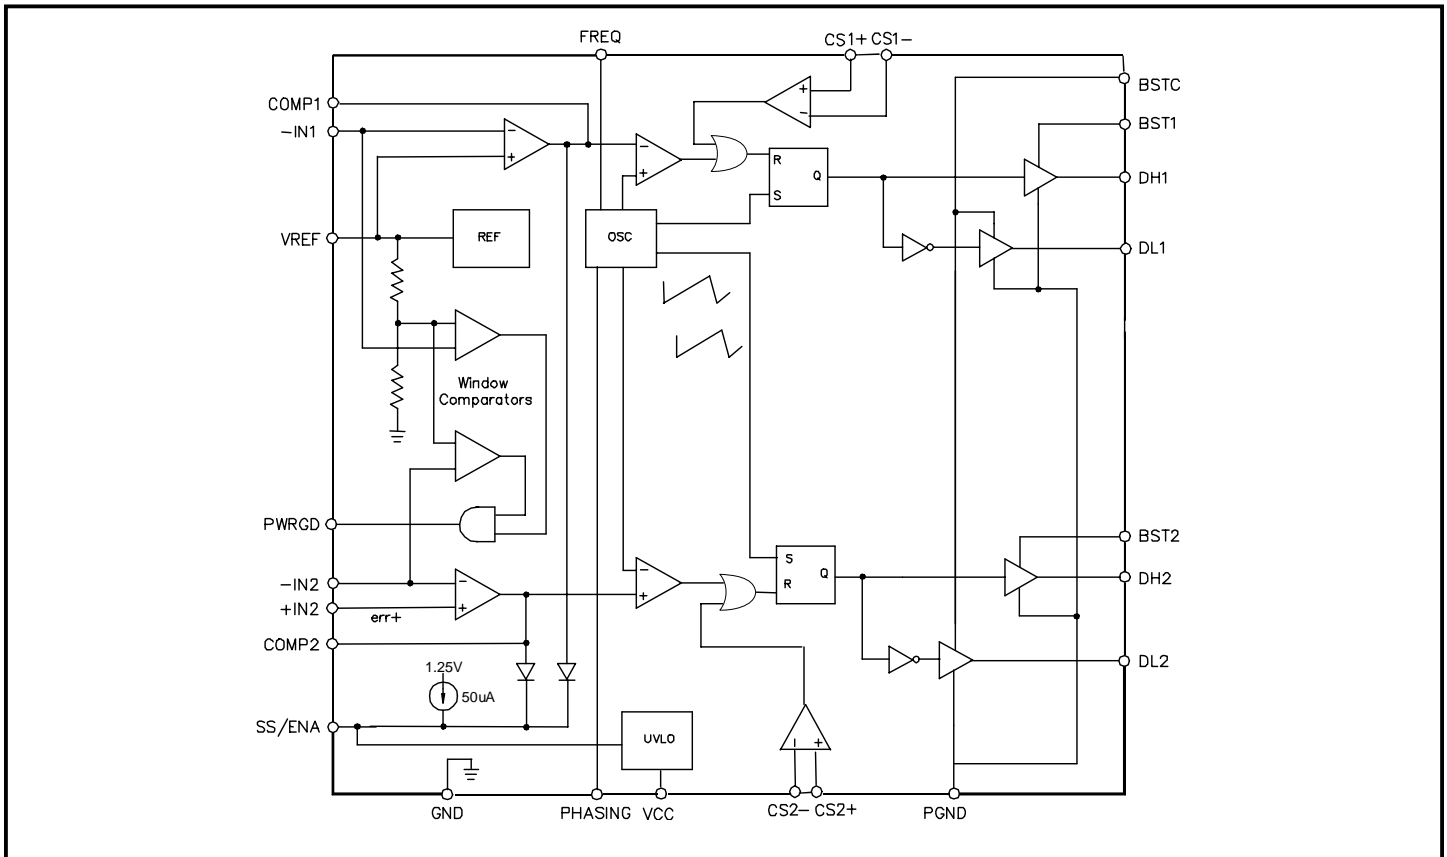 FREQ
CS1+ CS1-
COMP1
-IN1
BSTC
BST1
DH1
DL1
- 
+
-
+
+
-
R
S
Q
VREF
REF
OSC
Window
Comparators
PWRGD
-IN2
+IN2
err+
COMP2
-
+
-
+
S
R
Q
BST2
DH2
DL2
1.25V
50uA
SS/ENA
UVLO
- +
GND
PHASING
VCC
CS2- CS2+
PGND